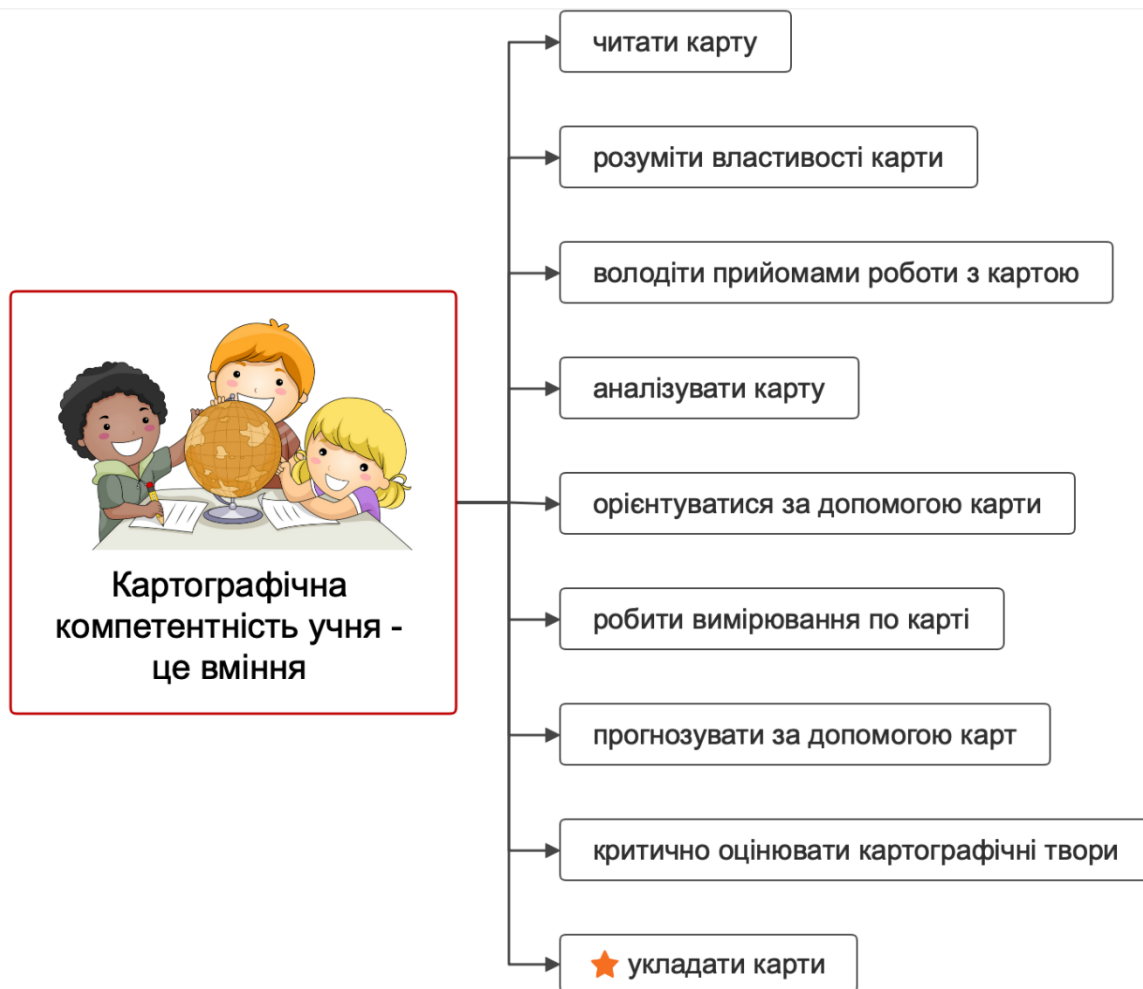 читати карту
розуміти властивості карти
володіти прийомами роботи з картою
аналізувати карту
орієнтуватися за допомогою карти
Картографічна
компетентність учня -
це вміння
робити вимірювання по карті
прогнозувати за допомогою карт
критично оцінювати картографічні твори
укладати карти